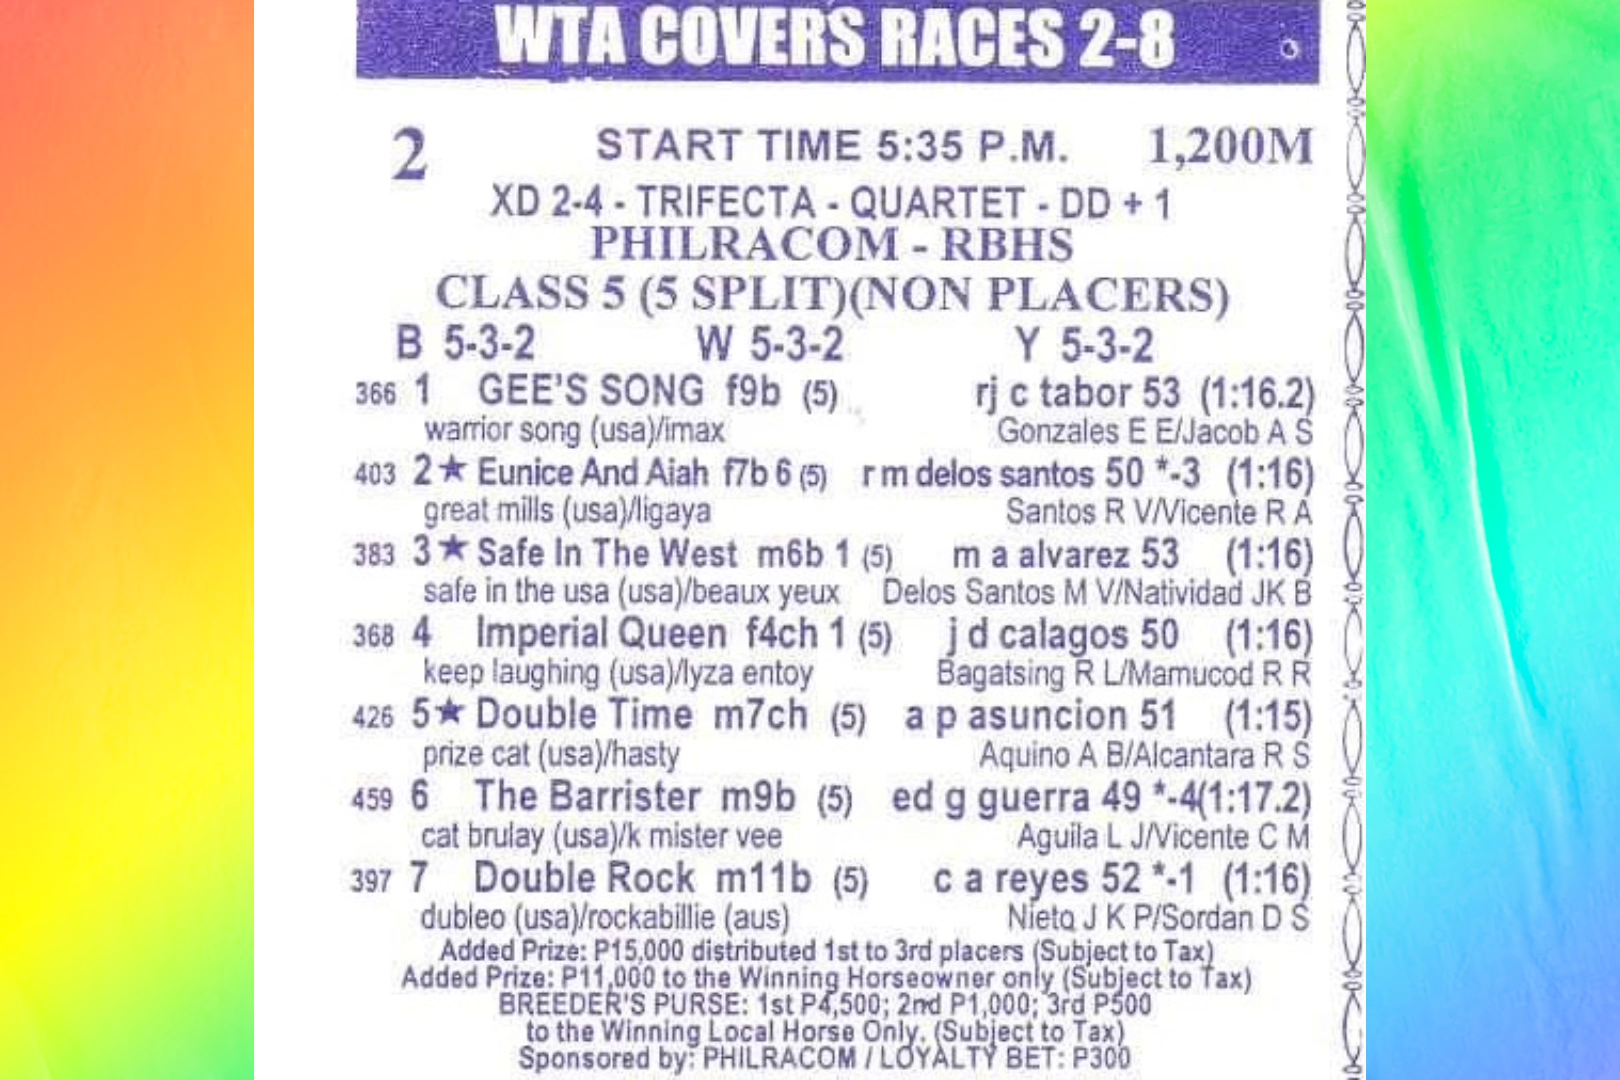 WTA COVERS RACES 2-8
2 START TIME 5:35 P.M. 1,200M
XD 2-4 - TRIFECTA - QUARTET - DD + 1
PHILRACOM - RBHS
CLASS 5 (5 SPLIT)(NON PLACERS)
B 5-3-2 W 5-3-2 Y 5-3-2
366 1 GEE'S SONG f9b (5) rj c tabor 53 (1:16.2)
warrior song (usa)/imax Gonzales E E/Jacob A S
403 2★ Eunice And Aiah f7b 6 (5) r m delos santos 50 *-3 (1:16)
great mills (usa)/ligaya Santos R V/Vicente R A
383 3★ Safe In The West m6b 1 (5) m a alvarez 53 (1:16)
safe in the usa (usa)/beaux yeux Delos Santos M V/Natividad JK B
368 4 Imperial Queen f4ch 1 (5) j d calagos 50 (1:16)
keep laughing (usa)/lyza entoy Bagatsing R L/Mamucod R R
426 5★ Double Time m7ch (5) a p asuncion 51 (1:15)
prize cat (usa)/hasty Aquino A B/Alcantara R S
459 6 The Barrister m9b (5) ed g guerra 49 *-4(1:17.2)
cat brulay (usa)/k mister vee Aguila L J/Vicente C M
397 7 Double Rock m11b (5) c a reyes 52 *-1 (1:16)
dubleo (usa)/rockabillie (aus) Nieto J K P/Sordan D S
Added Prize: P15,000 distributed 1st to 3rd placers (Subject to Tax)
Added Prize: P11,000 to the Winning Horseowner only (Subject to Tax)
BREEDER'S PURSE: 1st P4,500; 2nd P1,000; 3rd P500
to the Winning Local Horse Only. (Subject to Tax)
Sponsored by: PHILRACOM / LOYALTY BET: P300